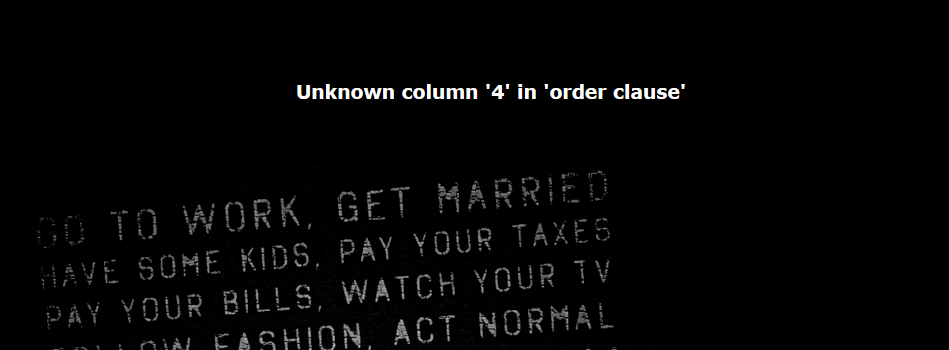 Unknown column '4' in 'order clause'
GO TO WORK, GET MARRIED
HAVE SOME KIDS, PAY YOUR TAXES
PAY YOUR BILLS, WATCH YOUR TV
FOLLOW FASHION, ACT NORMAL